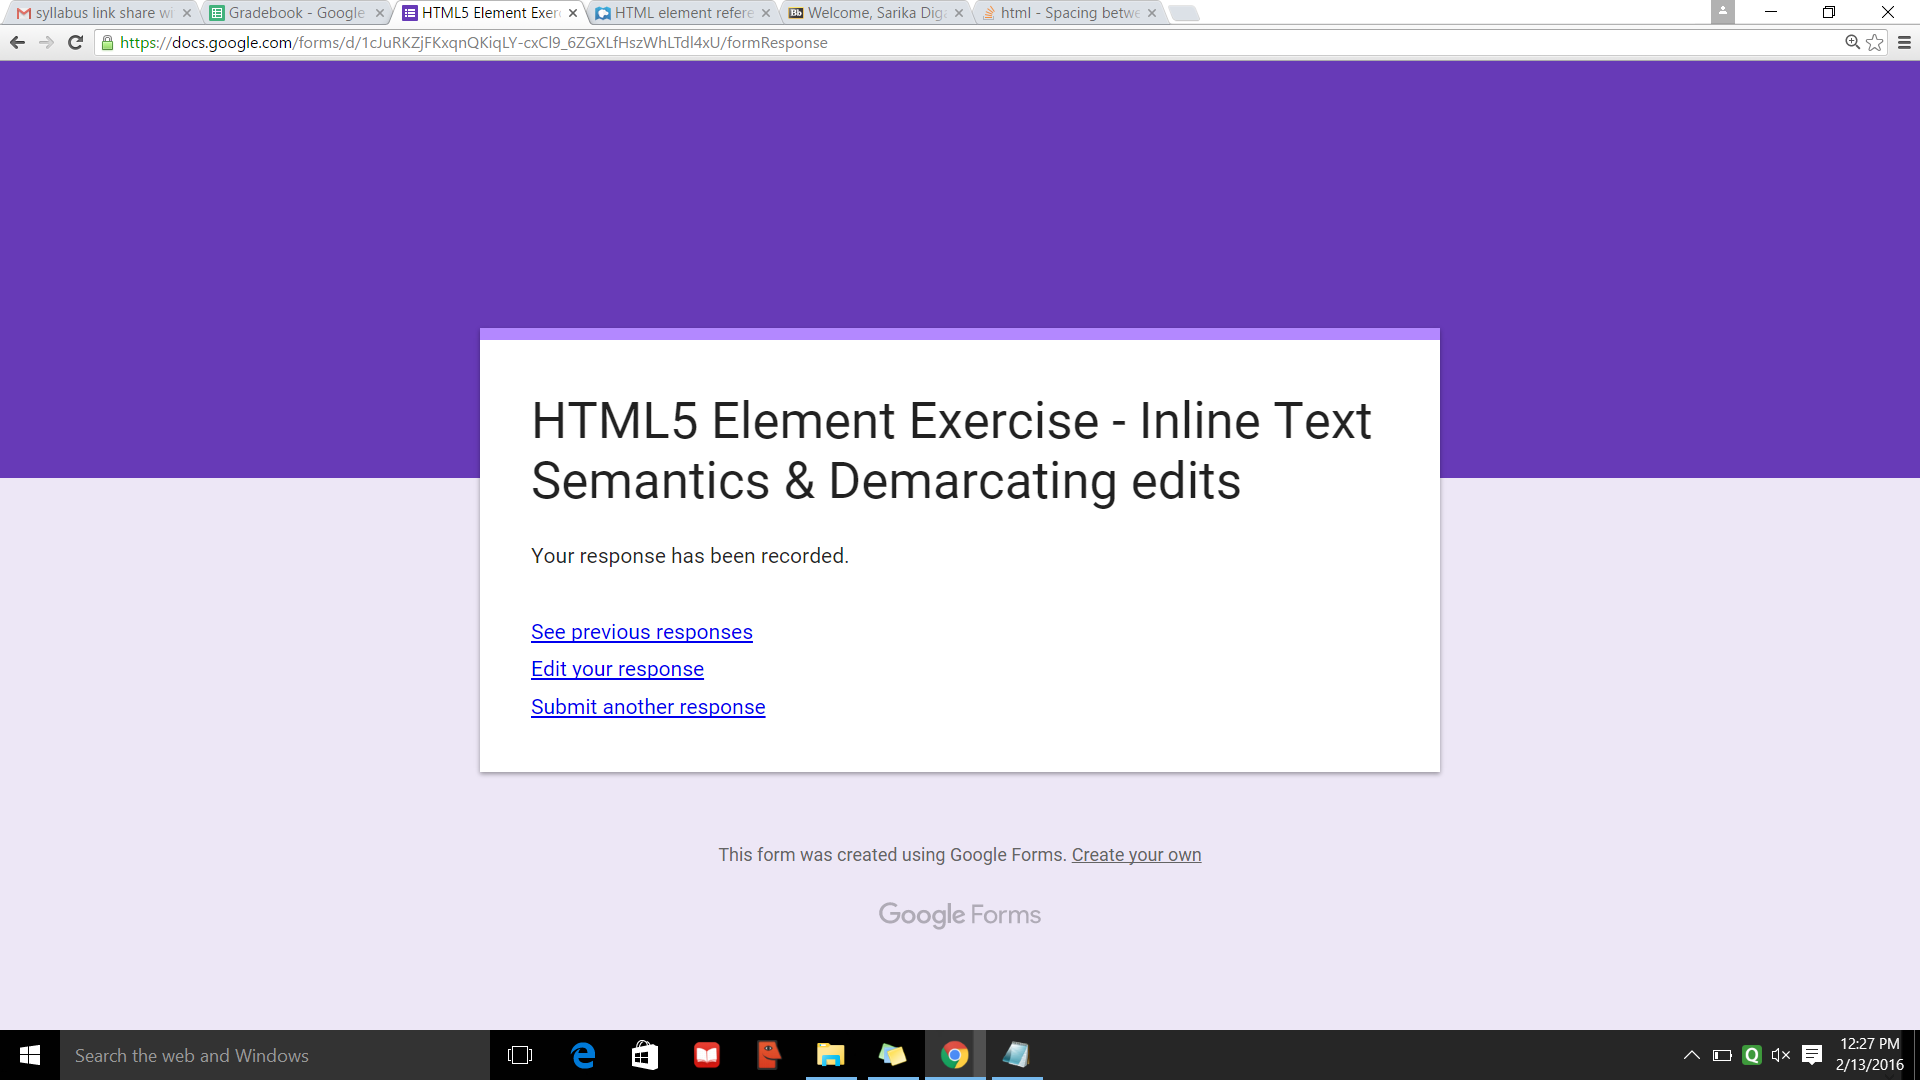 syllabus link share wi
Gradebook - Google
HTML5 Element Exer
HTML element refere
Bb Welcome, Sarika Diga
html - Spacing betwe
https://docs.google.com/forms/d/1cJuRKZjFKxqnQKiqLY-cxCl9_6ZGXLfHszWhLTdl4xU/formResponse
HTML5 Element Exercise - Inline Text
Semantics & Demarcating edits
Your response has been recorded.
See previous responses
Edit your response
Submit another response
This form was created using Google Forms. Create your own
Google Forms
Search the web and Windows
12:27 PM
2/13/2016